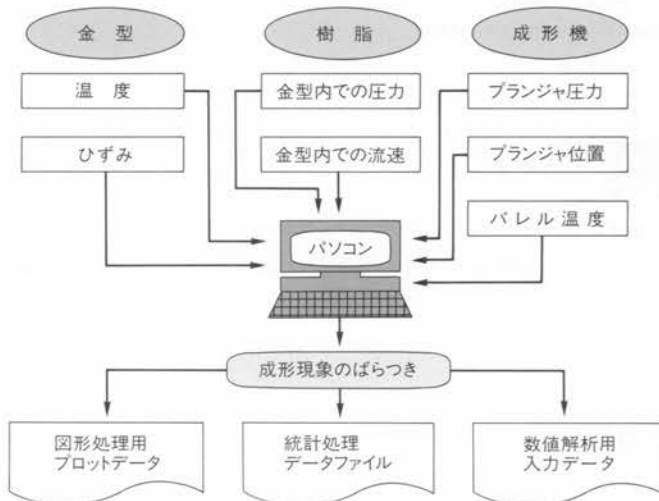 金型
樹脂
成形機
温度
金型内での圧力
プランジャ圧力
ひずみ
金型内での流速
プランジャ位置
バレル温度
パソコン
成形現象のばらつき
図形処理用
プロットデータ
統計処理
データファイル
数値解析用
入力データ